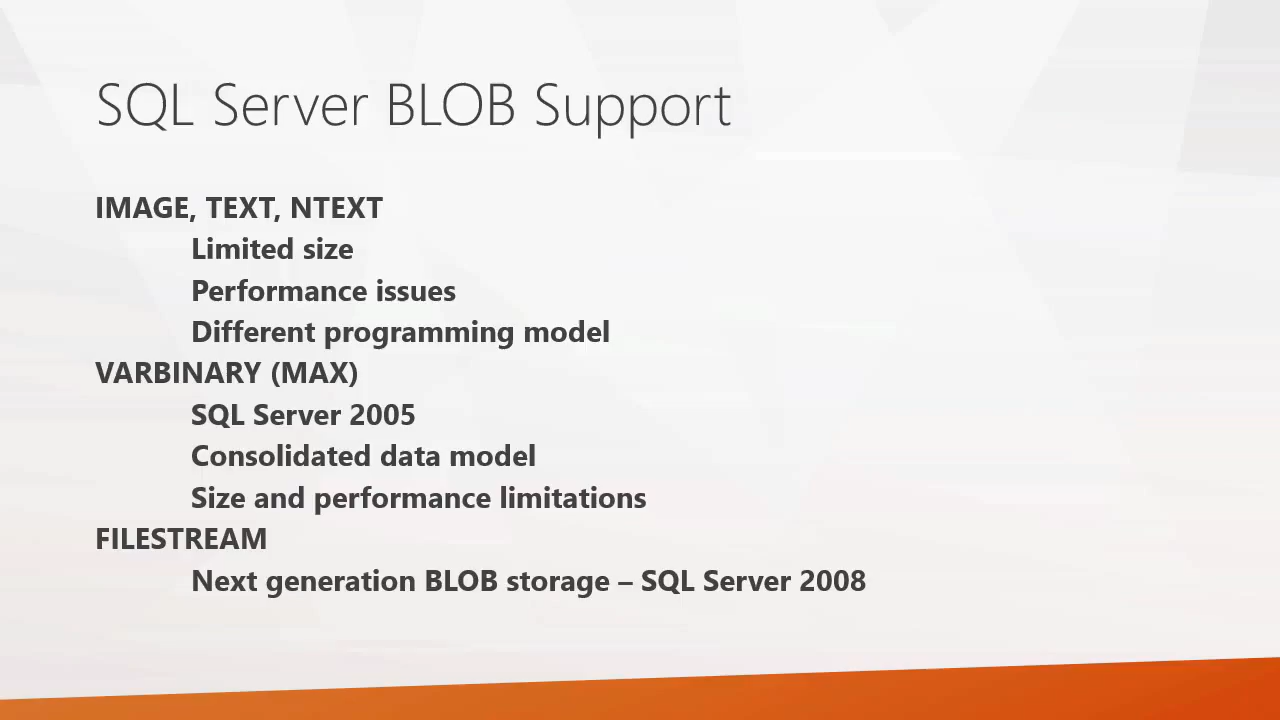 SQL Server BLOB Support
IMAGE, TEXT, NTEXT
Limited size
Performance issues
Different programming model
VARBINARY (MAX)
SQL Server 2005
Consolidated data model
Size and performance limitations
FILESTREAM
Next generation BLOB storage – SQL Server 2008